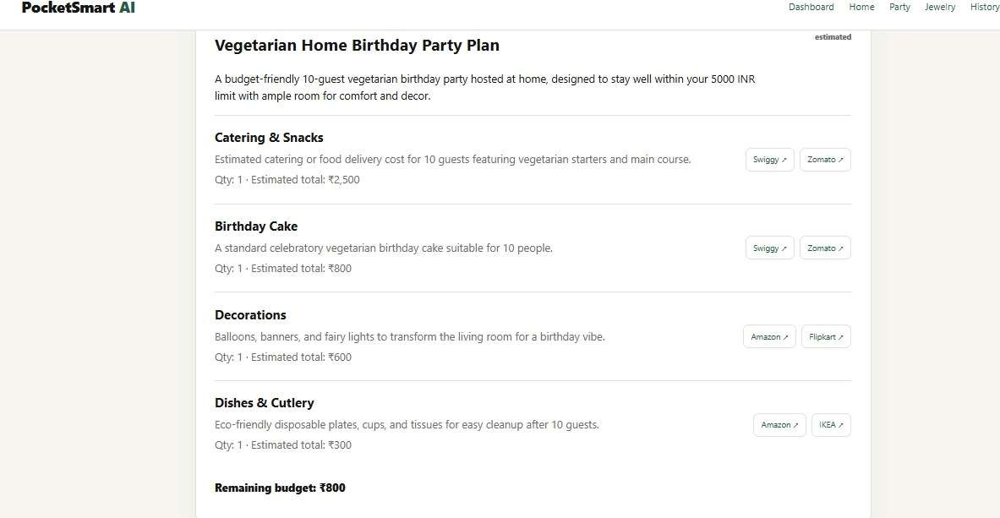 PocketSmart AI
Dashboard Home Party Jewelry History
Vegetarian Home Birthday Party Plan
estimated
A budget-friendly 10-guest vegetarian birthday party hosted at home, designed to stay well within your 5000 INR
limit with ample room for comfort and decor.
Catering & Snacks
Estimated catering or food delivery cost for 10 guests featuring vegetarian starters and main course.
Qty: 1 · Estimated total: ₹2,500
Swiggy ↗ Zomato ↗
Birthday Cake
A standard celebratory vegetarian birthday cake suitable for 10 people.
Qty: 1 · Estimated total: ₹800
Swiggy ↗ Zomato ↗
Decorations
Balloons, banners, and fairy lights to transform the living room for a birthday vibe.
Qty: 1 · Estimated total: ₹600
Amazon ↗ Flipkart ↗
Dishes & Cutlery
Eco-friendly disposable plates, cups, and tissues for easy cleanup after 10 guests.
Qty: 1 · Estimated total: ₹300
Amazon ↗ IKEA ↗
Remaining budget: ₹800